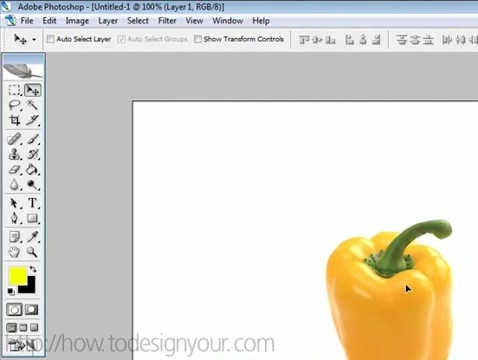 Adobe Photoshop - [Untitled-1 @ 100% (Layer 1, RGB/8)]
File Edit Image Layer Select Filter View Window Help
Auto Select Layer Auto Select Groups Show Transform Controls
T
http://how.todesignyour.com